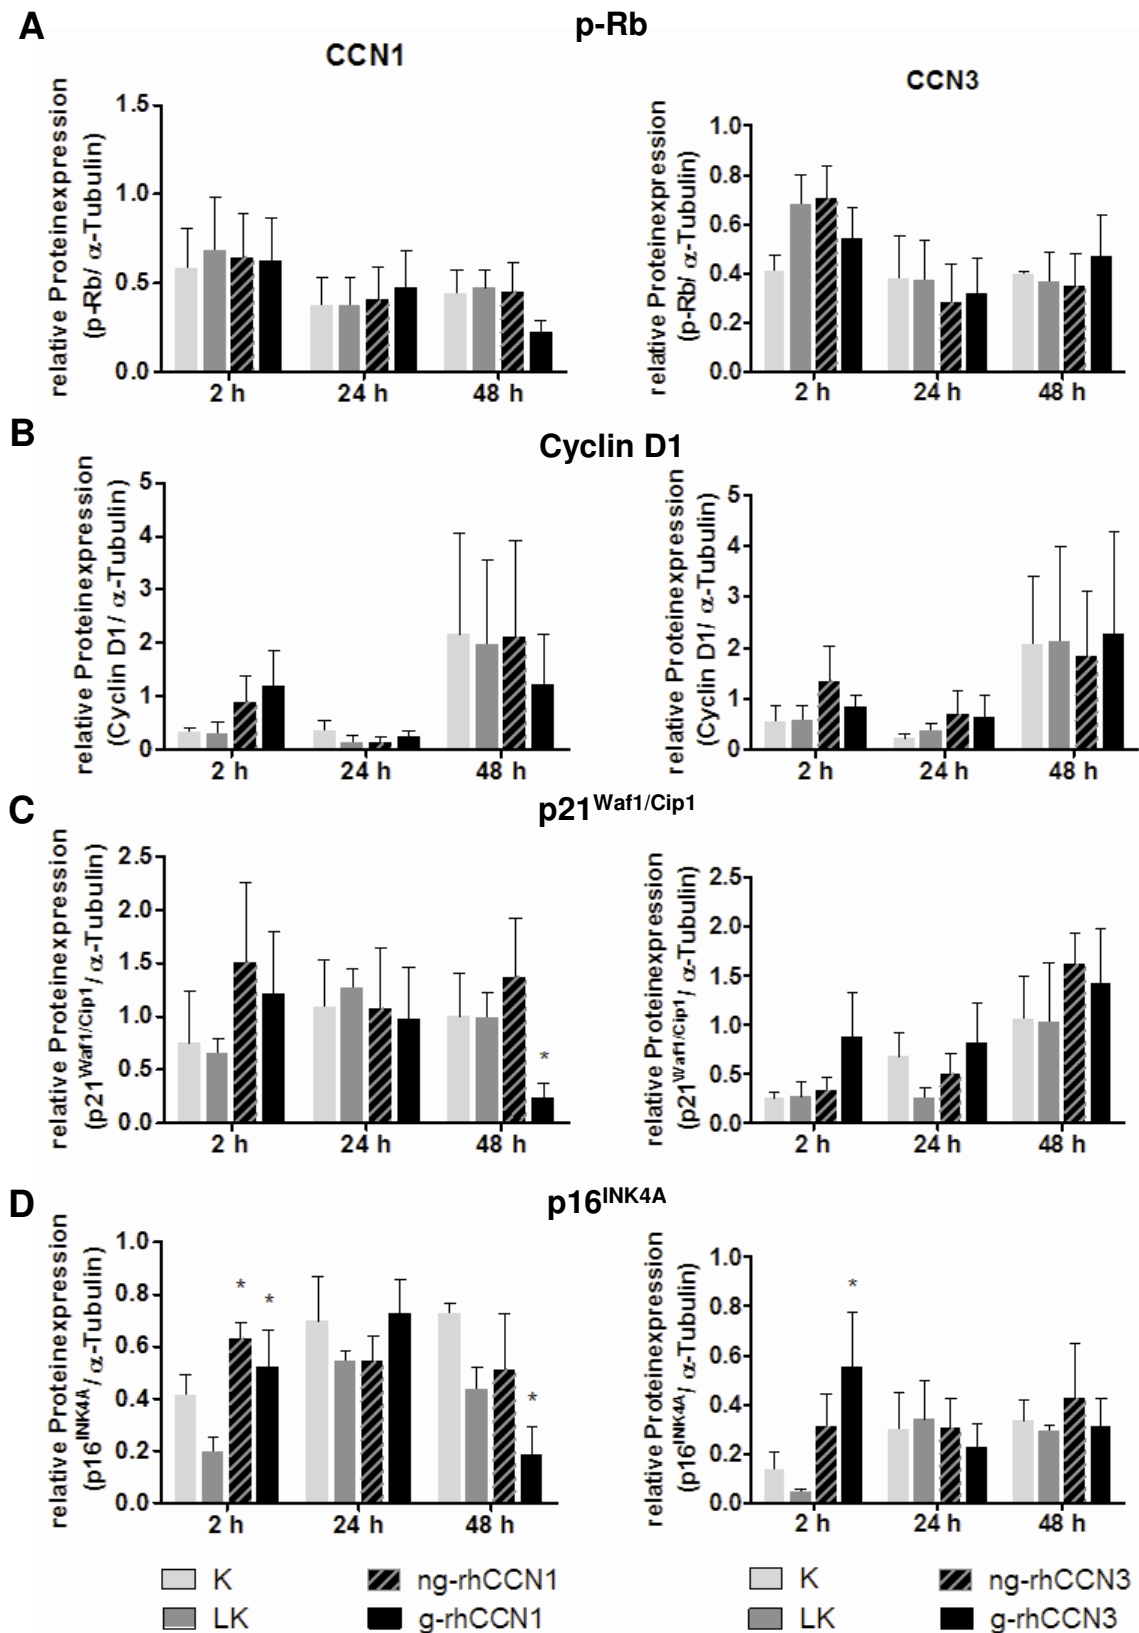 A
p-Rb
CCN1
CCN3
relative Proteinexpression
(p-Rb/ α-Tubulin)
1.5
1.0
0.5
0.0
2 h 24 h 48 h
relative Proteinexpression
(p-Rb/ α-Tubulin)
1.0
0.8
0.6
0.4
0.2
0.0
2 h 24 h 48 h
B
Cyclin D1
relative Proteinexpression
(Cyclin D1/ α-Tubulin)
5
4
3
2
1
0
2 h 24 h 48 h
relative Proteinexpression
(Cyclin D1/ α-Tubulin)
5
4
3
2
1
0
2 h 24 h 48 h
C
p21Waf1/Cip1
relative Proteinexpression
(p21Waf1/Cip1/ α-Tubulin)
2.5
2.0
1.5
1.0
0.5
0.0
*
2 h 24 h 48 h
relative Proteinexpression
(p21Waf1/Cip1/ α-Tubulin)
2.5
2.0
1.5
1.0
0.5
0.0
2 h 24 h 48 h
D
p16INK4A
relative Proteinexpression
(p16INK4A/ α-Tubulin)
1.0
0.8
0.6
0.4
0.2
0.0
* * *
2 h 24 h 48 h
relative Proteinexpression
(p16INK4A/ α-Tubulin)
1.0
0.8
0.6
0.4
0.2
0.0
*
2 h 24 h 48 h
K ng-rhCCN1
LK g-rhCCN1
K ng-rhCCN3
LK g-rhCCN3